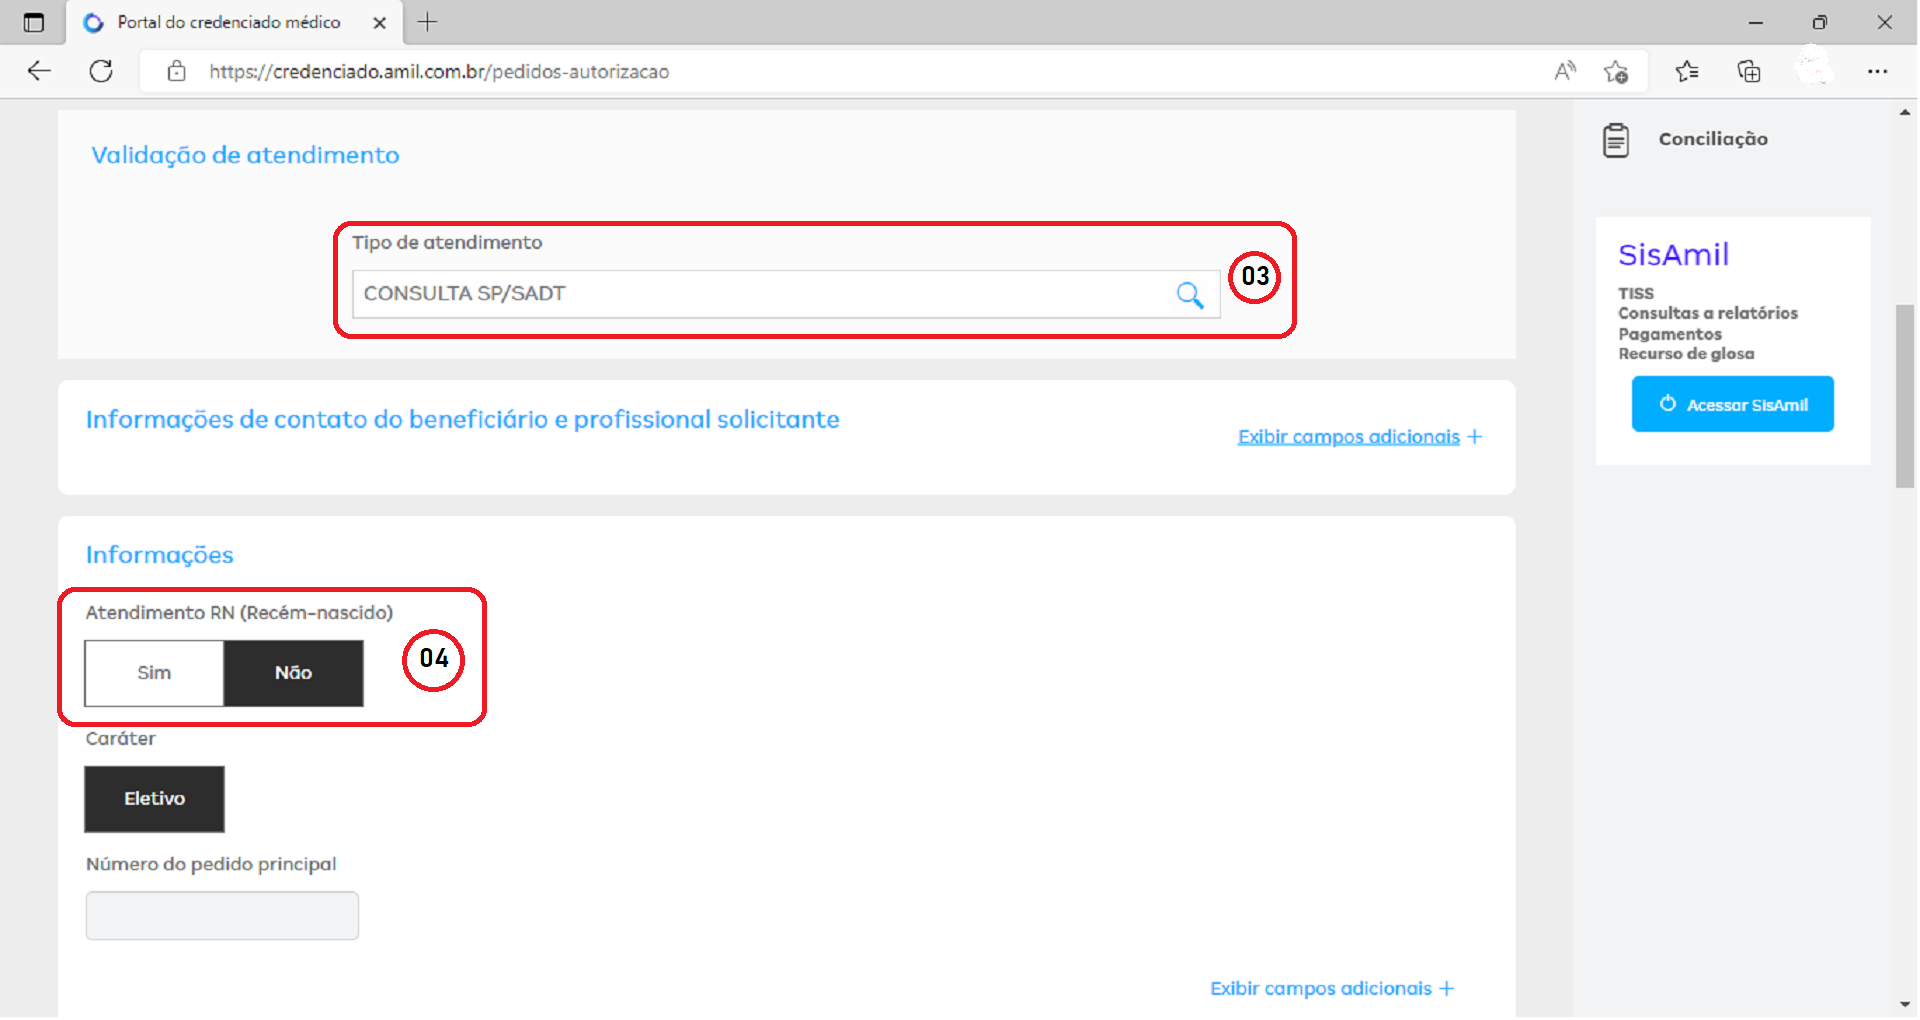 Portal do credenciado médico
https://credenciado.amil.com.br/pedidos-autorizacao
Validação de atendimento
Tipo de atendimento
CONSULTA SP/SADT
03
Informações de contato do beneficiário e profissional solicitante
Exibir campos adicionais +
Informações
Atendimento RN (Recém-nascido)
Sim
Não
04
Caráter
Eletivo
Número do pedido principal
Exibir campos adicionais +
Conciliação
SisAmil
TISS
Consultas a relatórios
Pagamentos
Recurso de glosa
Acessar SisAmil